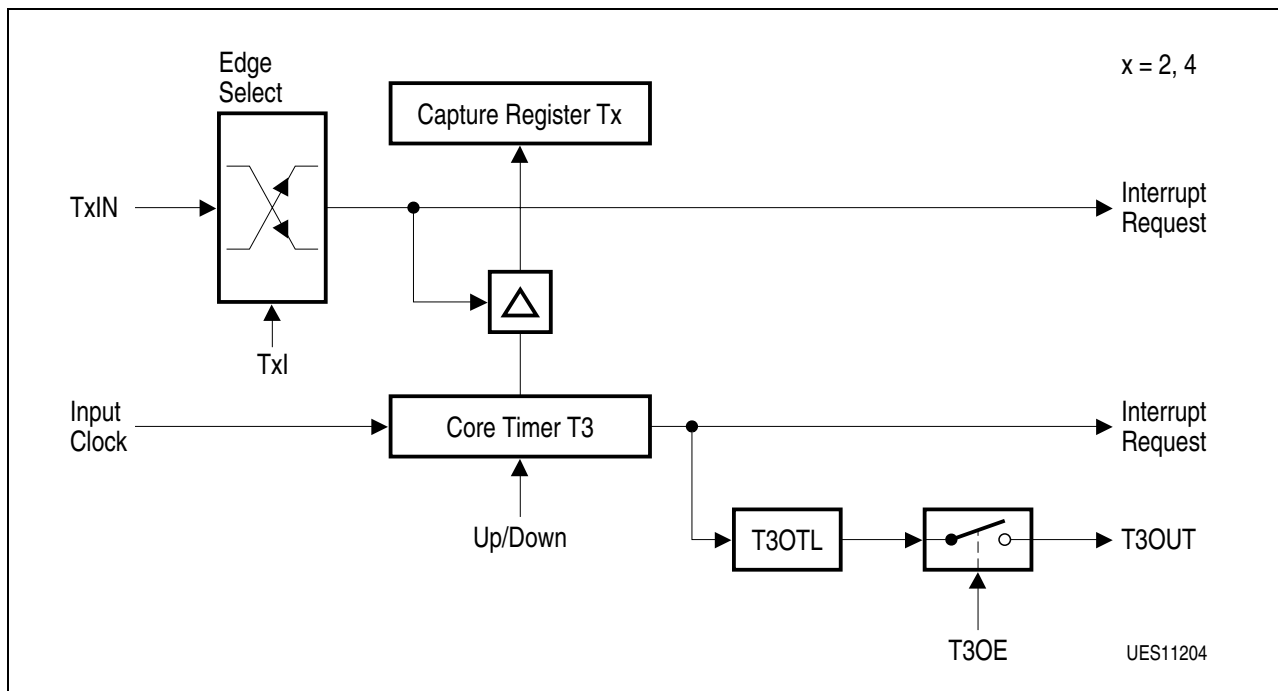 Edge
Select
x = 2, 4
Capture Register Tx
TxIN
Interrupt
Request
TxI
Input
Clock
Core Timer T3
Interrupt
Request
Up/Down
T3OTL
T3OUT
T3OE
UES11204